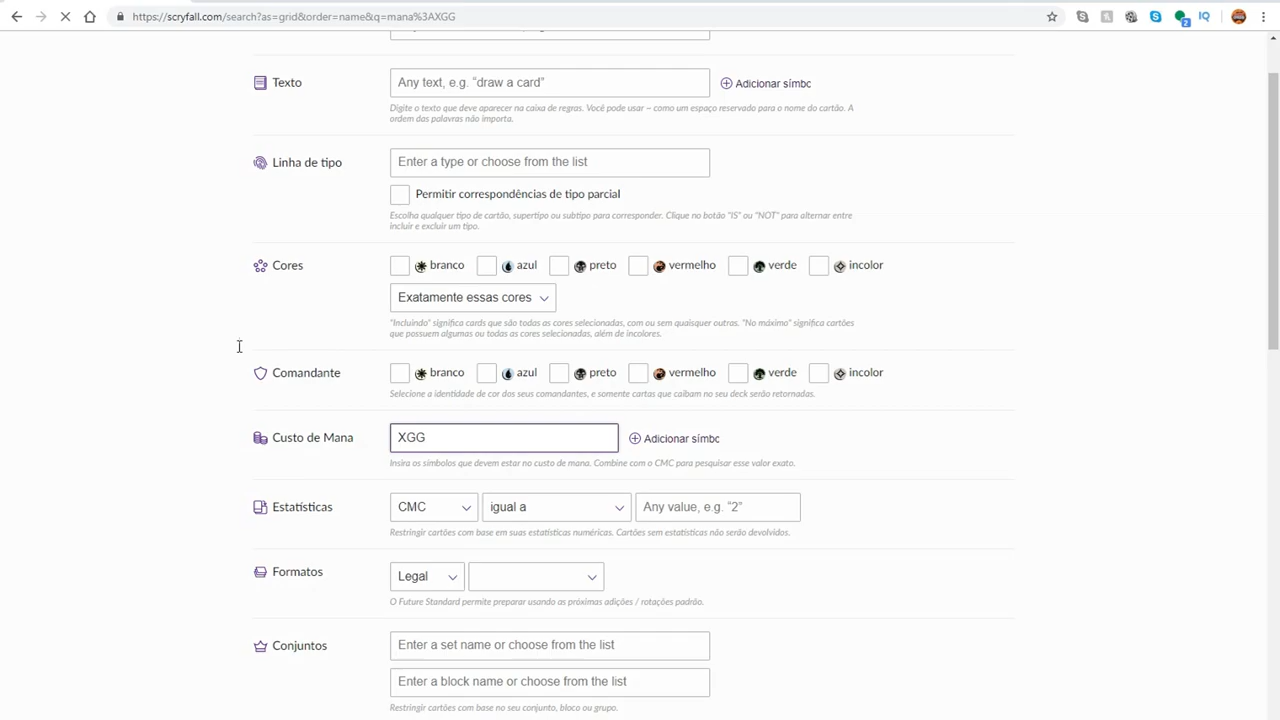 https://scryfall.com/search?as=grid&order=name&q=mana%3AXGG
IQ
2
Texto
Any text, e.g. “draw a card”
Adicionar símbc
Digite o texto que deve aparecer na caixa de regras. Você pode usar ~ como um espaço reservado para o nome do cartão. A
ordem das palavras não importa.
Linha de tipo
Enter a type or choose from the list
Permitir correspondências de tipo parcial
Escolha qualquer tipo de cartão, supertipo ou subtipo para corresponder. Clique no botão "IS" ou "NOT" para alternar entre
incluir e excluir um tipo.
Cores
branco azul preto vermelho verde incolor
Exatamente essas cores
"Incluindo" significa cards que são todas as cores selecionadas, com ou sem quaisquer outras. "No máximo" significa cartões
que possuem algumas ou todas as cores selecionadas, além de incolores.
Comandante
branco azul preto vermelho verde incolor
Selecione a identidade de cor dos seus comandantes, e somente cartas que caibam no seu deck serão retornadas.
Custo de Mana
XGG
Adicionar símbc
Insira os símbolos que devem estar no custo de mana. Combine com o CMC para pesquisar esse valor exato.
Estatísticas
CMC
igual a
Any value, e.g. “2”
Restringir cartões com base em suas estatísticas numéricas. Cartões sem estatísticas não serão devolvidos.
Formatos
Legal
O Future Standard permite preparar usando as próximas adições / rotações padrão.
Conjuntos
Enter a set name or choose from the list
Enter a block name or choose from the list
Restringir cartões com base no seu conjunto, bloco ou grupo.